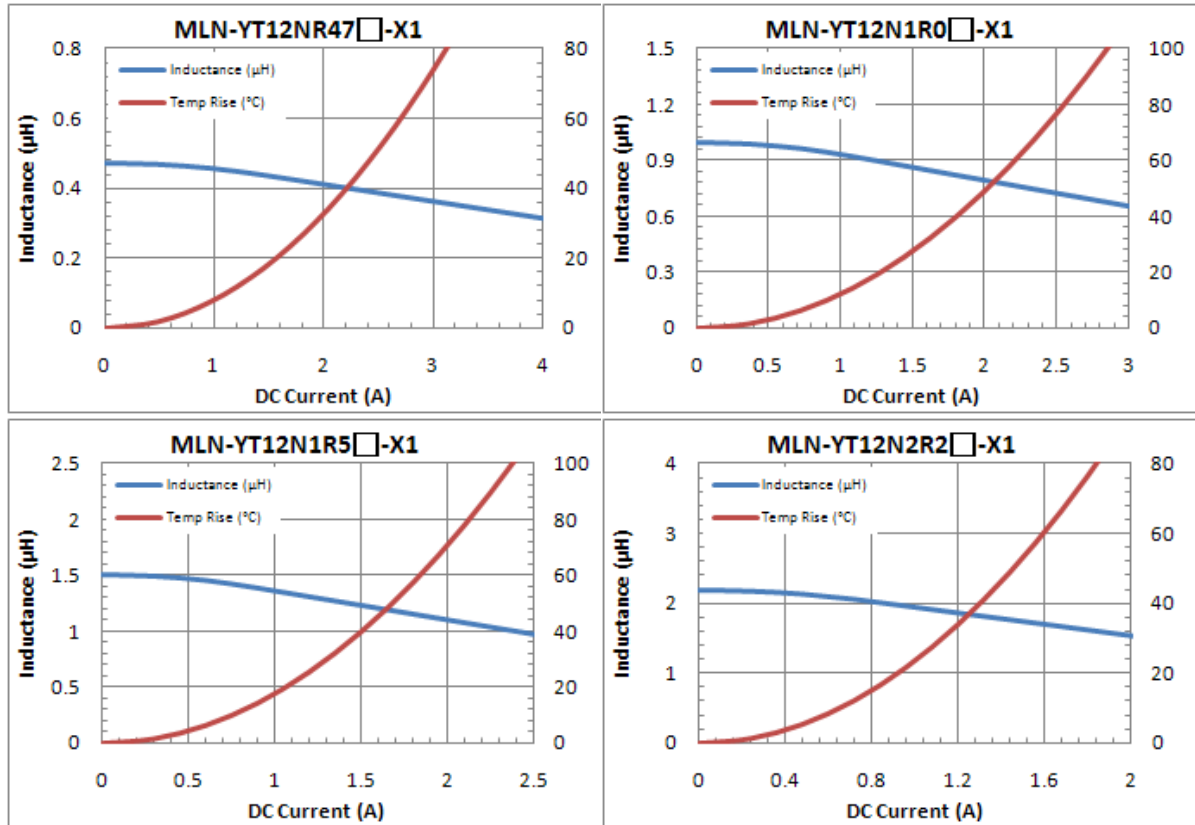 MLN-YT12NR47□-X1
Inductance (µH)
Temp Rise (°C)
Inductance (µH)
0.8
0.6
0.4
0.2
0
80
60
40
20
0
0 1 2 3 4
DC Current (A)
MLN-YT12N1R0□-X1
Inductance (µH)
Temp Rise (°C)
Inductance (µH)
1.5
1.2
0.9
0.6
0.3
0
100
80
60
40
20
0
0 0.5 1 1.5 2 2.5 3
DC Current (A)
MLN-YT12N1R5□-X1
Inductance (µH)
Temp Rise (°C)
Inductance (µH)
2.5
2
1.5
1
0.5
0
100
80
60
40
20
0
0 0.5 1 1.5 2 2.5
DC Current (A)
MLN-YT12N2R2□-X1
Inductance (µH)
Temp Rise (°C)
Inductance (µH)
4
3
2
1
0
80
60
40
20
0
0 0.4 0.8 1.2 1.6 2
DC Current (A)